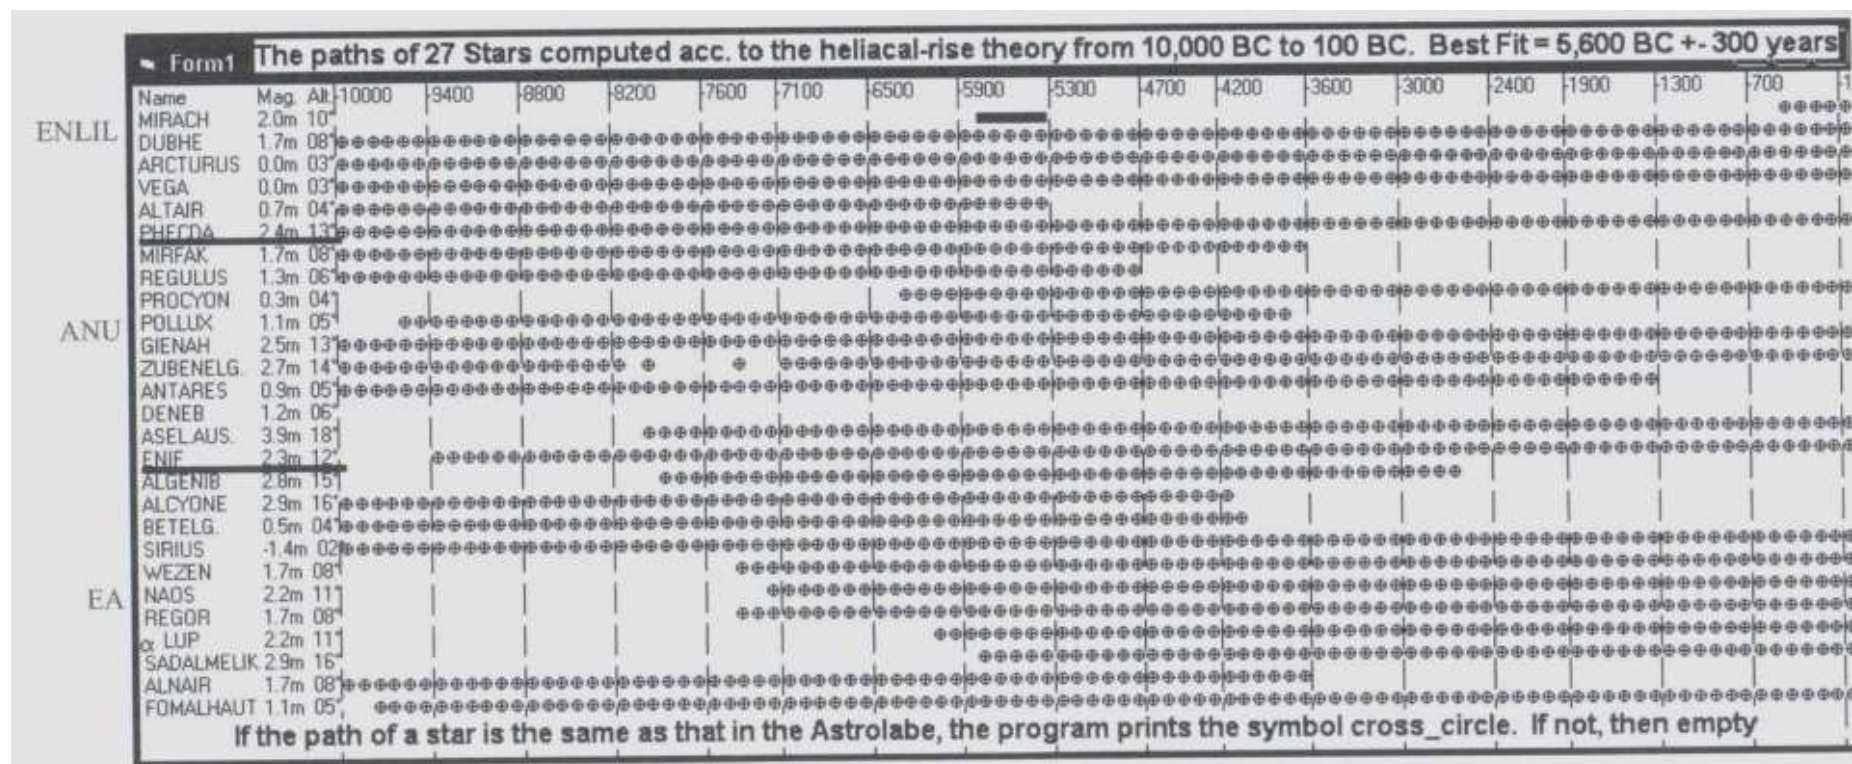 Form1 The paths of 27 Stars computed acc. to the heliacal-rise theory from 10,000 BC to 100 BC. Best Fit = 5,600 BC +- 300 years
Name Mag. Alt. -10000 -9400 -8800 -8200 -7600 -7100 -6500 -5900 -5300 -4700 -4200 -3600 -3000 -2400 -1900 -1300 -700 -1
MIRACH 2.0m 10°
ENLIL
DUBHE 1.7m 08°
ARCTURUS 0.0m 03°
VEGA 0.0m 03°
ALTAIR 0.7m 04°
PHECDA 2.4m 13°
MIRFAK 1.7m 08°
REGULUS 1.3m 06°
PROCYON 0.3m 04°
ANU
POLLUX 1.1m 05°
GIENAH 2.5m 13°
ZUBENELG. 2.7m 14°
ANTARES 0.9m 05°
DENEB 1.2m 06°
ASEL.AUS. 3.9m 18°
ENIF 2.3m 12°
ALGENIB 2.8m 15°
ALCYONE 2.9m 16°
BETELG. 0.5m 04°
SIRIUS -1.4m 02°
WEZEN 1.7m 08°
EA
NAOS 2.2m 11°
REGOR 1.7m 08°
α LUP 2.2m 11°
SADALMELIK 2.9m 16°
ALNAIR 1.7m 08°
FOMALHAUT 1.1m 05°
If the path of a star is the same as that in the Astrolabe, the program prints the symbol cross_circle. If not, then empty